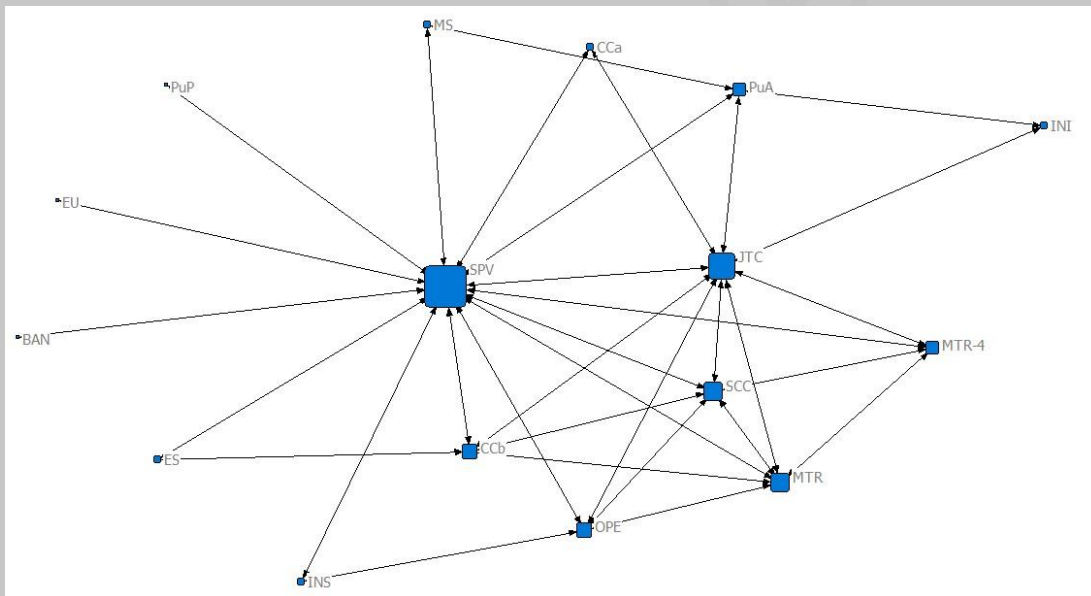 MS
CCa
PuP
PuA
INI
EU
JTC
SPV
BAN
MTR-4
SCC
CCb
ES
MTR
OPE
INS